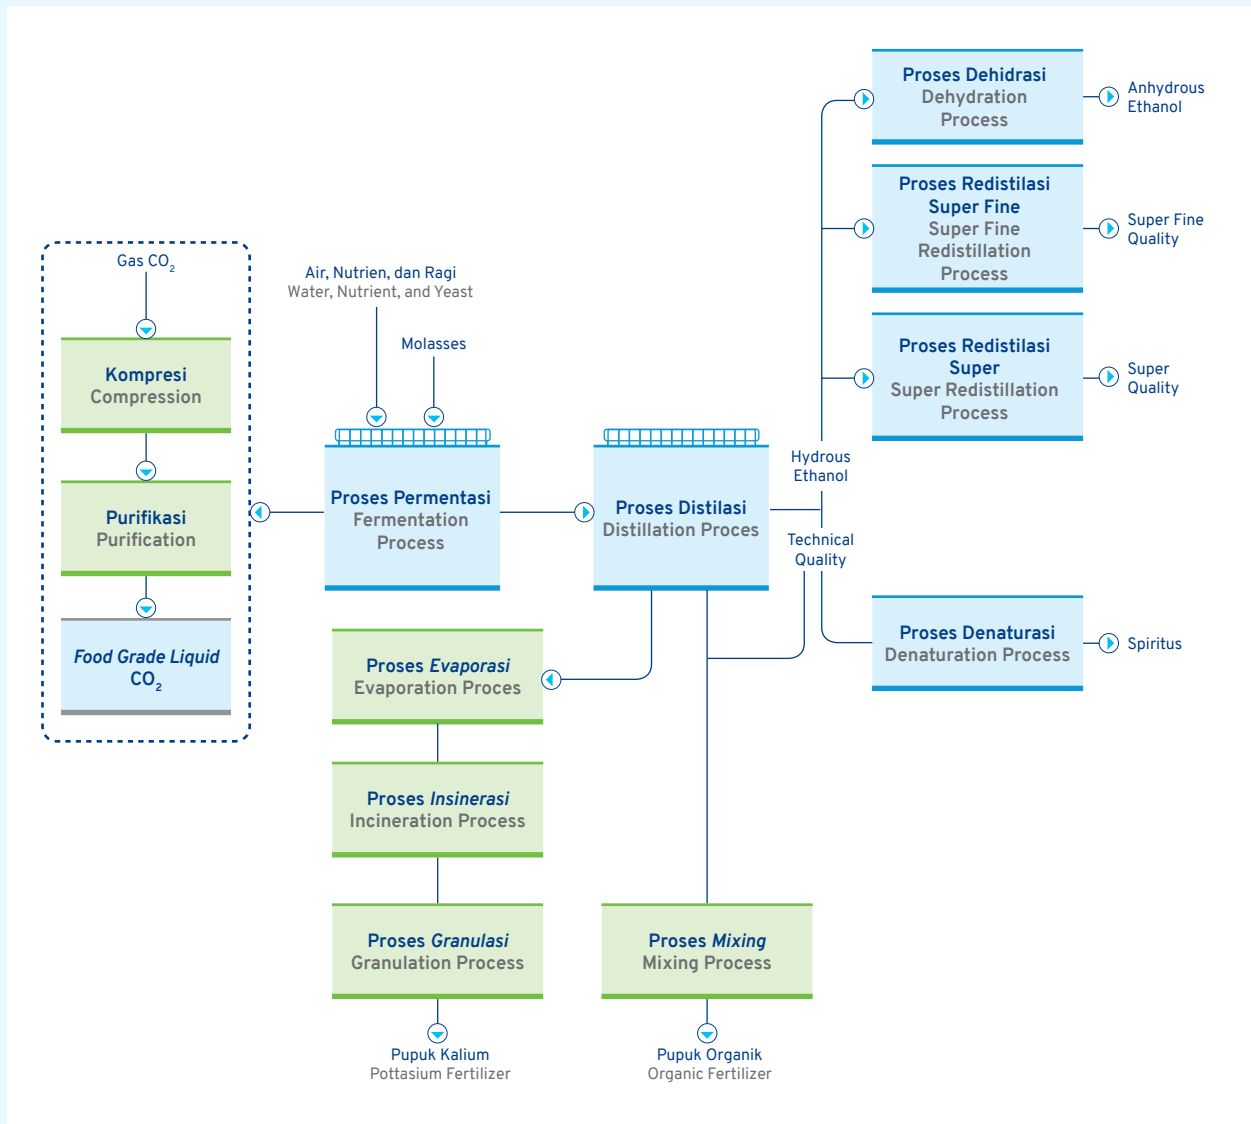 Gas CO₂
Kompresi
Compression
Purifikasi
Purification
Food Grade Liquid
CO₂
Air, Nutrien, dan Ragi
Water, Nutrient, and Yeast
Molasses
Proses Permentasi
Fermentation
Process
Proses Distilasi
Distillation Proces
Hydrous
Ethanol
Technical
Quality
Proses Dehidrasi
Dehydration
Process
Anhydrous
Ethanol
Proses Redistilasi
Super Fine
Super Fine
Redistillation
Process
Super Fine
Quality
Proses Redistilasi
Super
Super Redistillation
Process
Super
Quality
Proses Denaturasi
Denaturation Process
Spiritus
Proses Evaporasi
Evaporation Proces
Proses Insinerasi
Incineration Process
Proses Granulasi
Granulation Process
Pupuk Kalium
Pottasium Fertilizer
Proses Mixing
Mixing Process
Pupuk Organik
Organic Fertilizer